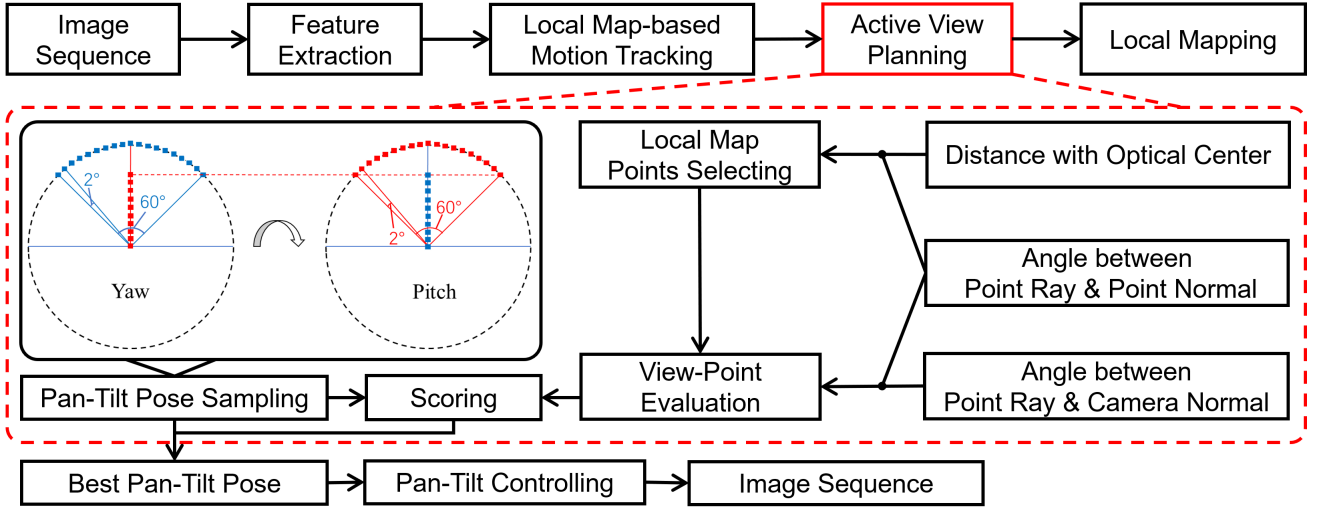 Image
Sequence
Feature
Extraction
Local Map-based
Motion Tracking
Active View
Planning
Local Mapping
2°
60°
Yaw
2°
60°
Pitch
Local Map
Points Selecting
Distance with Optical Center
Angle between
Point Ray & Point Normal
Pan-Tilt Pose Sampling
Scoring
View-Point
Evaluation
Angle between
Point Ray & Camera Normal
Best Pan-Tilt Pose
Pan-Tilt Controlling
Image Sequence